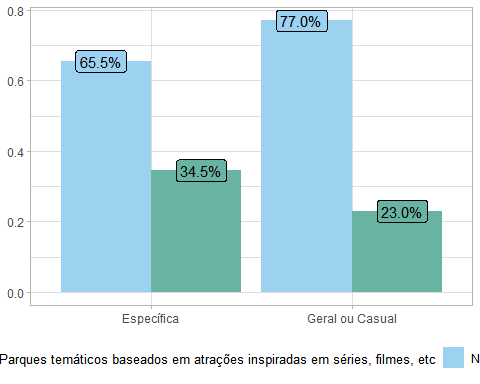 0.8
0.6
0.4
0.2
0.0
65.5%
34.5%
77.0%
23.0%
Específica
Geral ou Casual
Parques temáticos baseados em atrações inspiradas em séries, filmes, etc
N